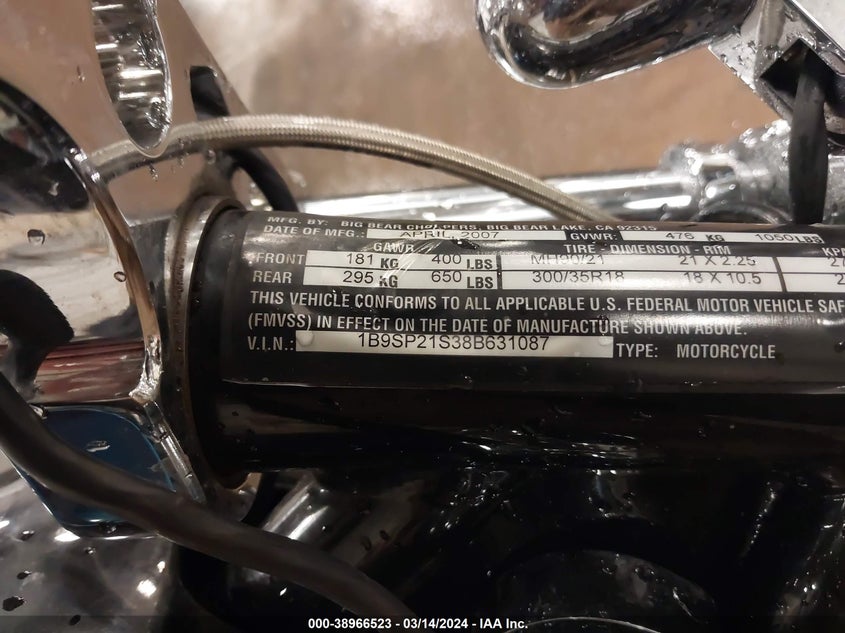 MFG. BY: BIG BEAR CHOPPERS, BIG BEAR LAKE, CA 92315
DATE OF MFG.: APRIL, 2007 GVWR: 476 KG 1050 LBS
GAWR TIRE - DIMENSION - RIM
FRONT 181 KG 400 LBS MH90/21 21 X 2.25
REAR 295 KG 650 LBS 300/35R18 18 X 10.5
THIS VEHICLE CONFORMS TO ALL APPLICABLE U.S. FEDERAL MOTOR VEHICLE SAF
(FMVSS) IN EFFECT ON THE DATE OF MANUFACTURE SHOWN ABOVE.
V.I.N.: 1B9SP21S38B631087 TYPE: MOTORCYCLE
000-38966523 - 03/14/2024 - IAA Inc.